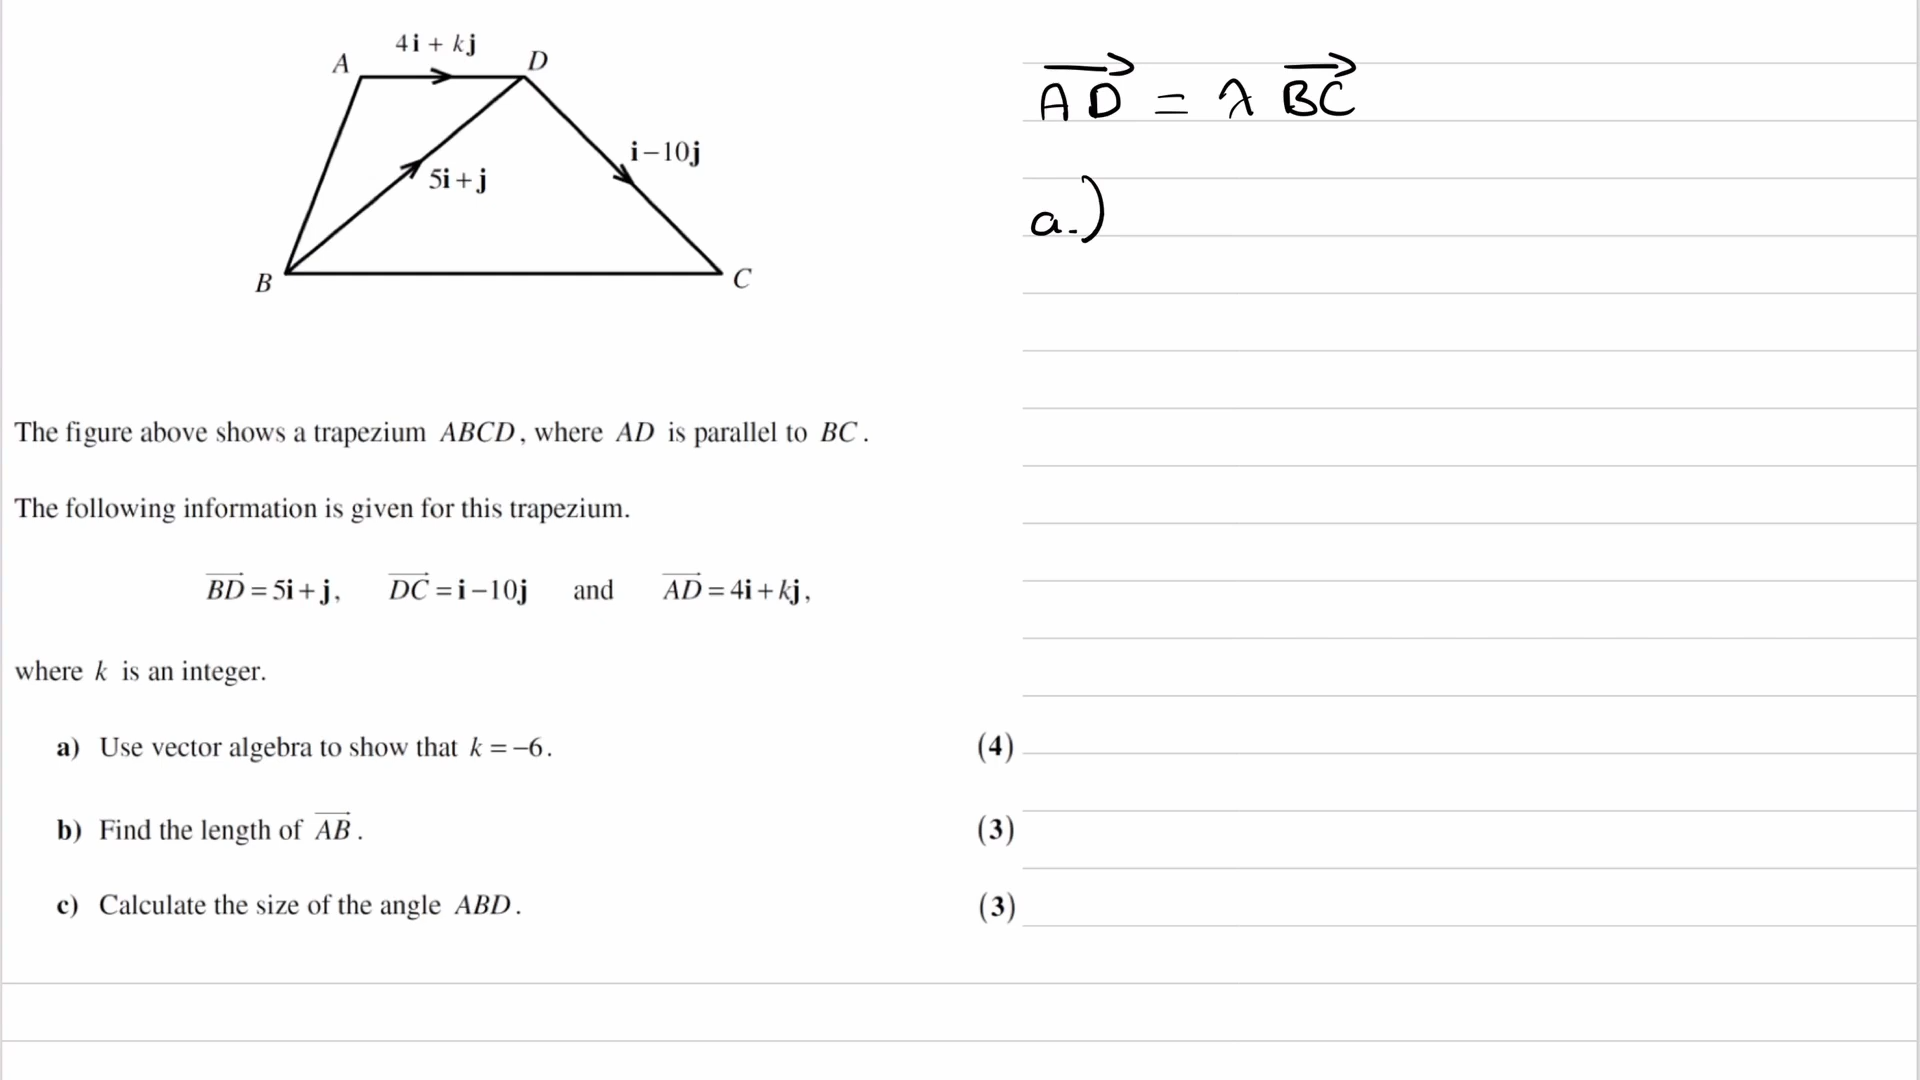 4i + kj
A
D
i−10j
5i+j
B
C
The figure above shows a trapezium ABCD, where AD is parallel to BC.
The following information is given for this trapezium.
BD⃗ = 5i+j, DC⃗ = i−10j and AD⃗ = 4i+kj,
where k is an integer.
a) Use vector algebra to show that k = −6. (4)
b) Find the length of AB⃗. (3)
c) Calculate the size of the angle ABD. (3)
AD⃗ = λ BC⃗
a.)